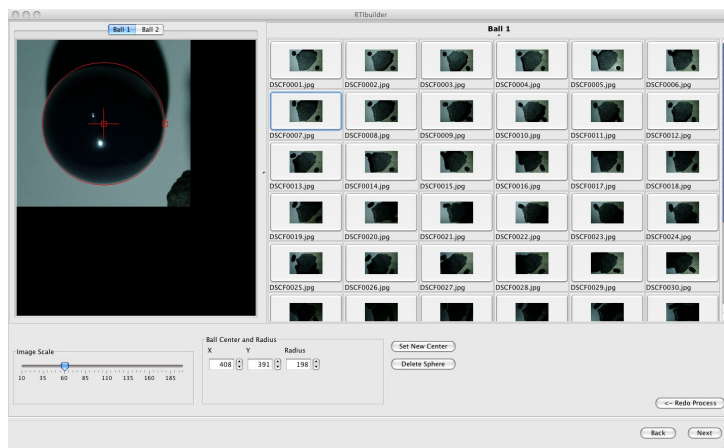 RTIbuilder
Ball 1 Ball 2
Ball 1
DSCF0001.jpg DSCF0002.jpg DSCF0003.jpg DSCF0004.jpg DSCF0005.jpg DSCF0006.jpg
DSCF0007.jpg DSCF0008.jpg DSCF0009.jpg DSCF0010.jpg DSCF0011.jpg DSCF0012.jpg
DSCF0013.jpg DSCF0014.jpg DSCF0015.jpg DSCF0016.jpg DSCF0017.jpg DSCF0018.jpg
DSCF0019.jpg DSCF0020.jpg DSCF0021.jpg DSCF0022.jpg DSCF0023.jpg DSCF0024.jpg
DSCF0025.jpg DSCF0026.jpg DSCF0027.jpg DSCF0028.jpg DSCF0029.jpg DSCF0030.jpg
Image Scale
10 35 60 85 110 135 160 185
Ball Center and Radius
X Y Radius
408 391 198
Set New Center
Delete Sphere
<- Redo Process
Back Next